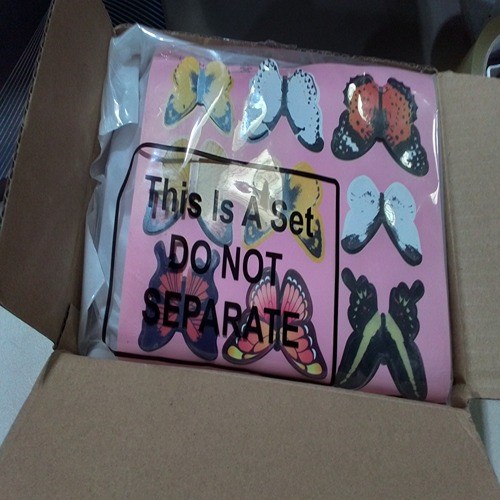 This Is A Set
DO NOT
SEPARATE